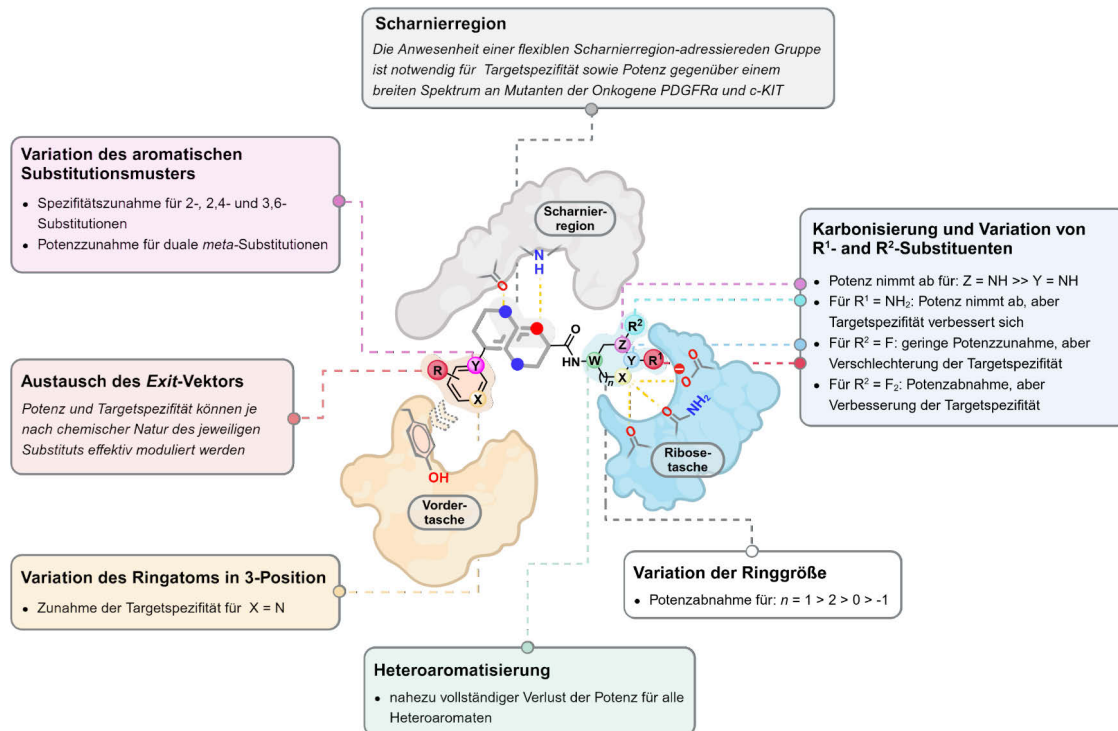 Scharnierregion
Die Anwesenheit einer flexiblen Scharnierregion-adressiereden Gruppe
ist notwendig für Targetspezifität sowie Potenz gegenüber einem
breiten Spektrum an Mutanten der Onkogene PDGFRα und c-KIT
Variation des aromatischen
Substitutionsmusters
• Spezifitätszunahme für 2-, 2,4- und 3,6-
Substitutionen
• Potenzzunahme für duale meta-Substitutionen
Scharnier-
region
N
H
O
Karbonisierung und Variation von
R¹- and R²-Substituenten
• Potenz nimmt ab für: Z = NH >> Y = NH
• Für R¹ = NH₂: Potenz nimmt ab, aber
Targetspezifität verbessert sich
• Für R² = F: geringe Potenzzunahme, aber
Verschlechterung der Targetspezifität
• Für R² = F₂: Potenzabnahme, aber
Verbesserung der Targetspezifität
R²
O
Z
HN
W
Y
R¹
( )n
X
O
O
NH₂
O
Ribose-
tasche
Austausch des Exit-Vektors
Potenz und Targetspezifität können je
nach chemischer Natur des jeweiligen
Substituts effektiv moduliert werden
R
Y
X
OH
Vorder-
tasche
Variation des Ringatoms in 3-Position
• Zunahme der Targetspezifität für X = N
Variation der Ringgröße
• Potenzabnahme für: n = 1 > 2 > 0 > -1
Heteroaromatisierung
• nahezu vollständiger Verlust der Potenz für alle
Heteroaromaten